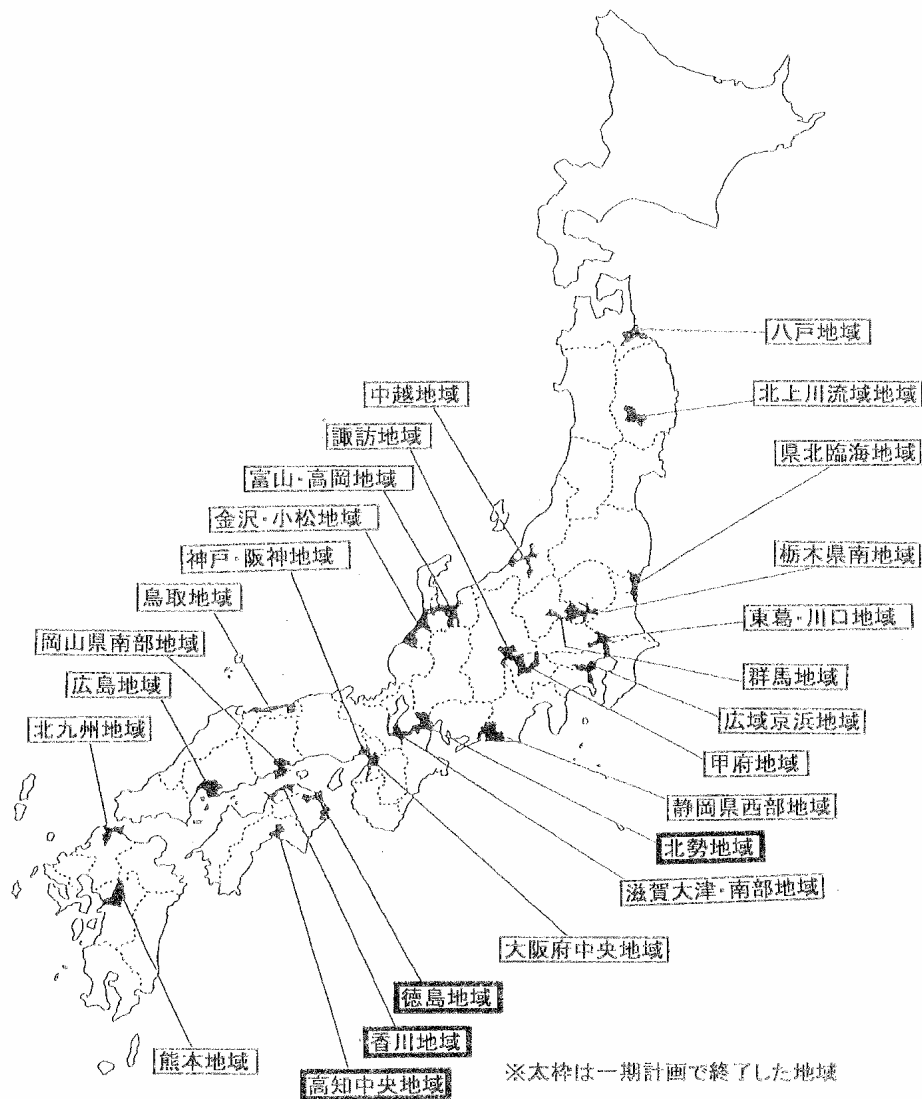 八戸地域
中越地域
北上川流域地域
諏訪地域
県北臨海地域
富山・高岡地域
金沢・小松地域
神戸・阪神地域
栃木県南地域
鳥取地域
東葛・川口地域
岡山県南部地域
群馬地域
広島地域
広域京浜地域
北九州地域
甲府地域
静岡県西部地域
北勢地域
滋賀大津・南部地域
大阪府中央地域
徳島地域
香川地域
熊本地域
高知中央地域
※太枠は一期計画で終了した地域